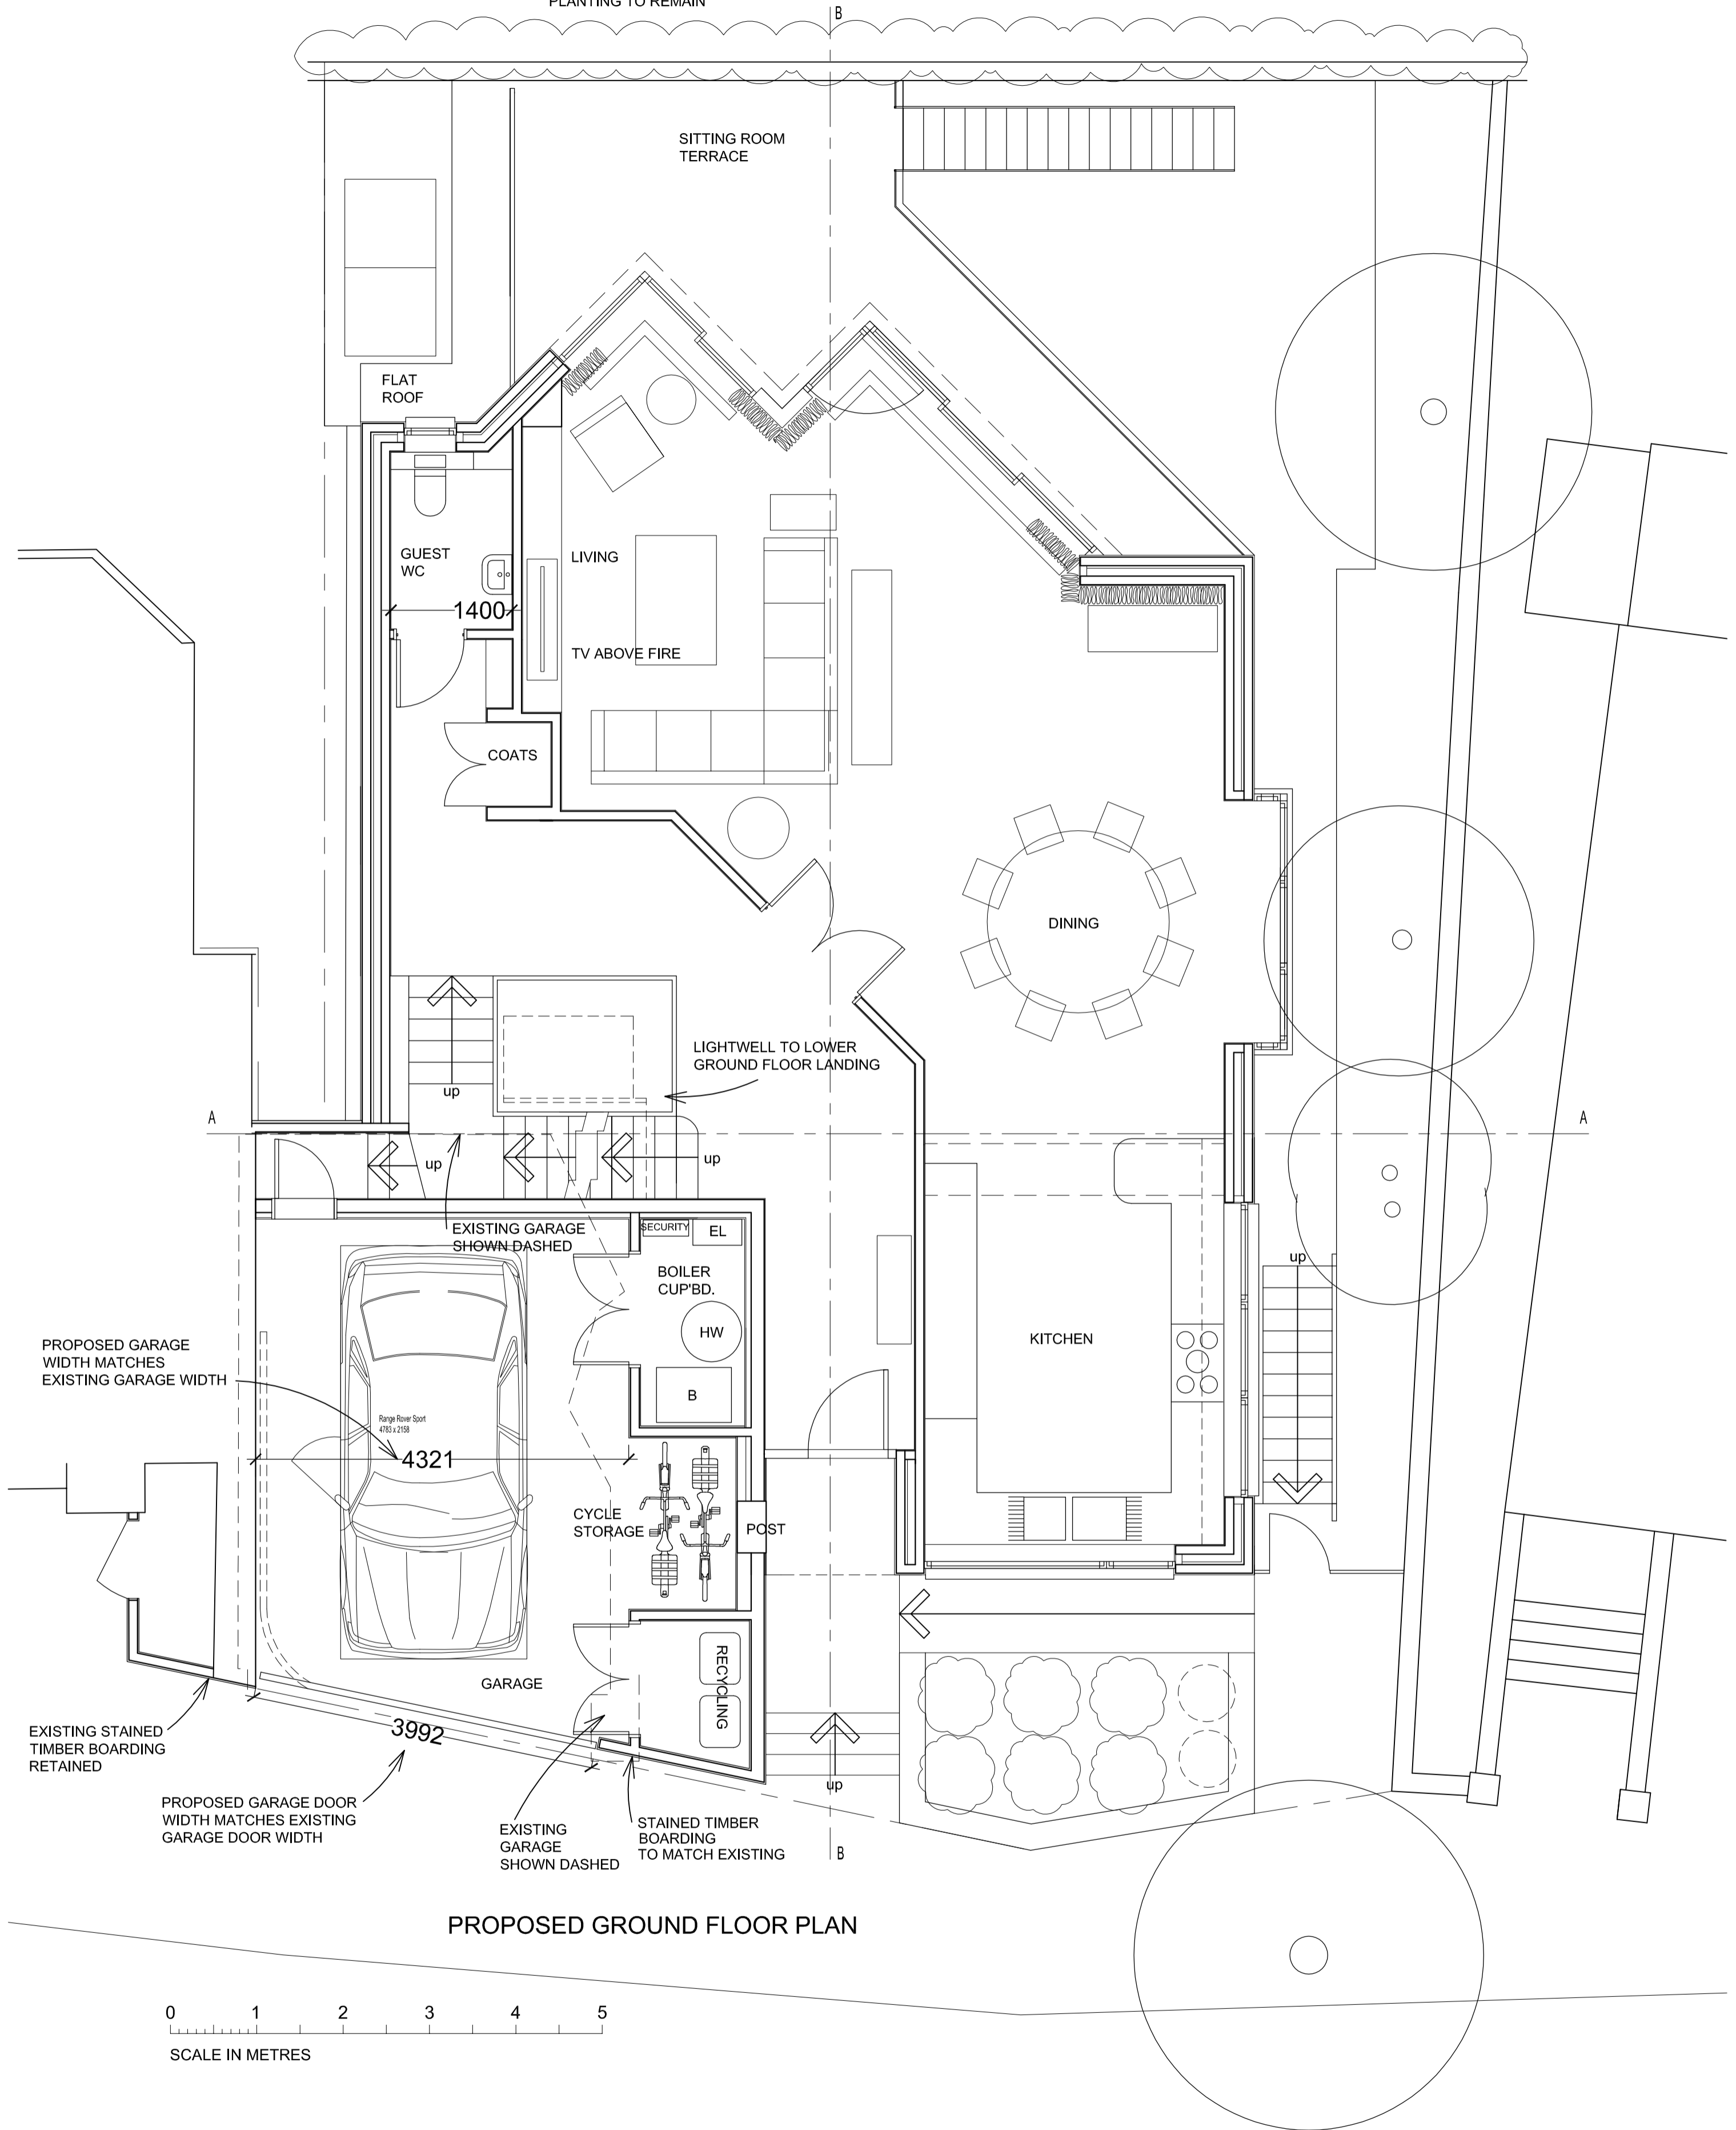 PLANTING TO REMAIN
B
SITTING ROOM
TERRACE
FLAT
ROOF
GUEST
WC
LIVING
1400
TV ABOVE FIRE
COATS
DINING
LIGHTWELL TO LOWER
GROUND FLOOR LANDING
up
A
A
up
up
EXISTING GARAGE
SHOWN DASHED
SECURITY
EL
BOILER
CUP'BD.
up
HW
KITCHEN
PROPOSED GARAGE
WIDTH MATCHES
EXISTING GARAGE WIDTH
B
Range Rover Sport
4783 x 2158
4321
CYCLE
STORAGE
POST
RECYCLING
GARAGE
EXISTING STAINED
TIMBER BOARDING
RETAINED
3992
up
PROPOSED GARAGE DOOR
WIDTH MATCHES EXISTING
GARAGE DOOR WIDTH
EXISTING
GARAGE
SHOWN DASHED
STAINED TIMBER
BOARDING
TO MATCH EXISTING
B
PROPOSED GROUND FLOOR PLAN
0 1 2 3 4 5
SCALE IN METRES